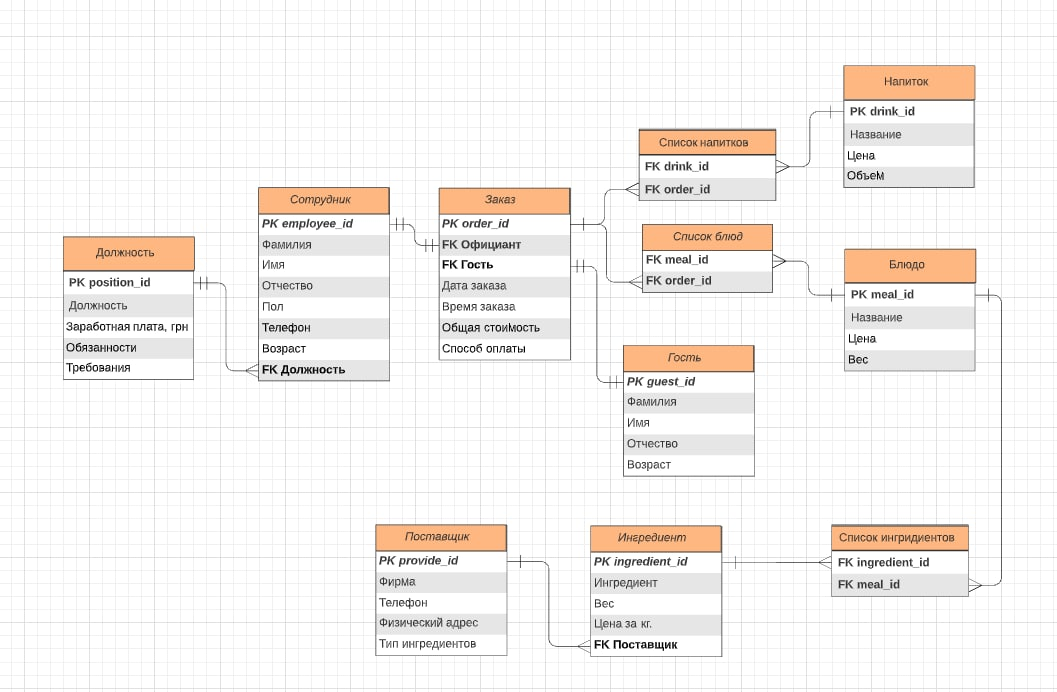 Напиток
PK drink_id
Название
Цена
Объем
Список напитков
FK drink_id
FK order_id
Сотрудник
PK employee_id
Фамилия
Имя
Отчество
Пол
Телефон
Возраст
FK Должность
Заказ
PK order_id
FK Официант
FK Гость
Дата заказа
Время заказа
Общая стоимость
Способ оплаты
Список блюд
FK meal_id
FK order_id
Должность
PK position_id
Должность
Заработная плата, грн
Обязанности
Требования
Блюдо
PK meal_id
Название
Цена
Вес
Гость
PK guest_id
Фамилия
Имя
Отчество
Возраст
Поставщик
PK provide_id
Фирма
Телефон
Физический адрес
Тип ингредиентов
Ингредиент
PK ingredient_id
Ингредиент
Вес
Цена за кг.
FK Поставщик
Список ингридиентов
FK ingredient_id
FK meal_id